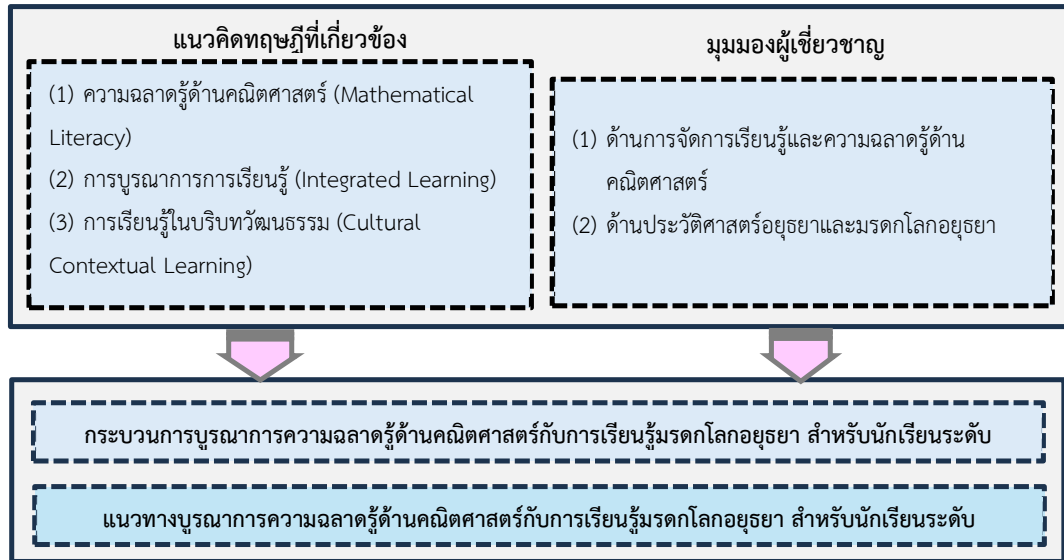 แนวคิดทฤษฎีที่เกี่ยวข้อง
(1) ความฉลาดรู้ด้านคณิตศาสตร์ (Mathematical
Literacy)
(2) การบูรณาการการเรียนรู้ (Integrated Learning)
(3) การเรียนรู้ในบริบทวัฒนธรรม (Cultural
Contextual Learning)
มุมมองผู้เชี่ยวชาญ
(1) ด้านการจัดการเรียนรู้และความฉลาดรู้ด้าน
คณิตศาสตร์
(2) ด้านประวัติศาสตร์อยุธยาและมรดกโลกอยุธยา
กระบวนการบูรณาการความฉลาดรู้ด้านคณิตศาสตร์กับการเรียนรู้มรดกโลกอยุธยา สำหรับนักเรียนระดับ
แนวทางบูรณาการความฉลาดรู้ด้านคณิตศาสตร์กับการเรียนรู้มรดกโลกอยุธยา สำหรับนักเรียนระดับ